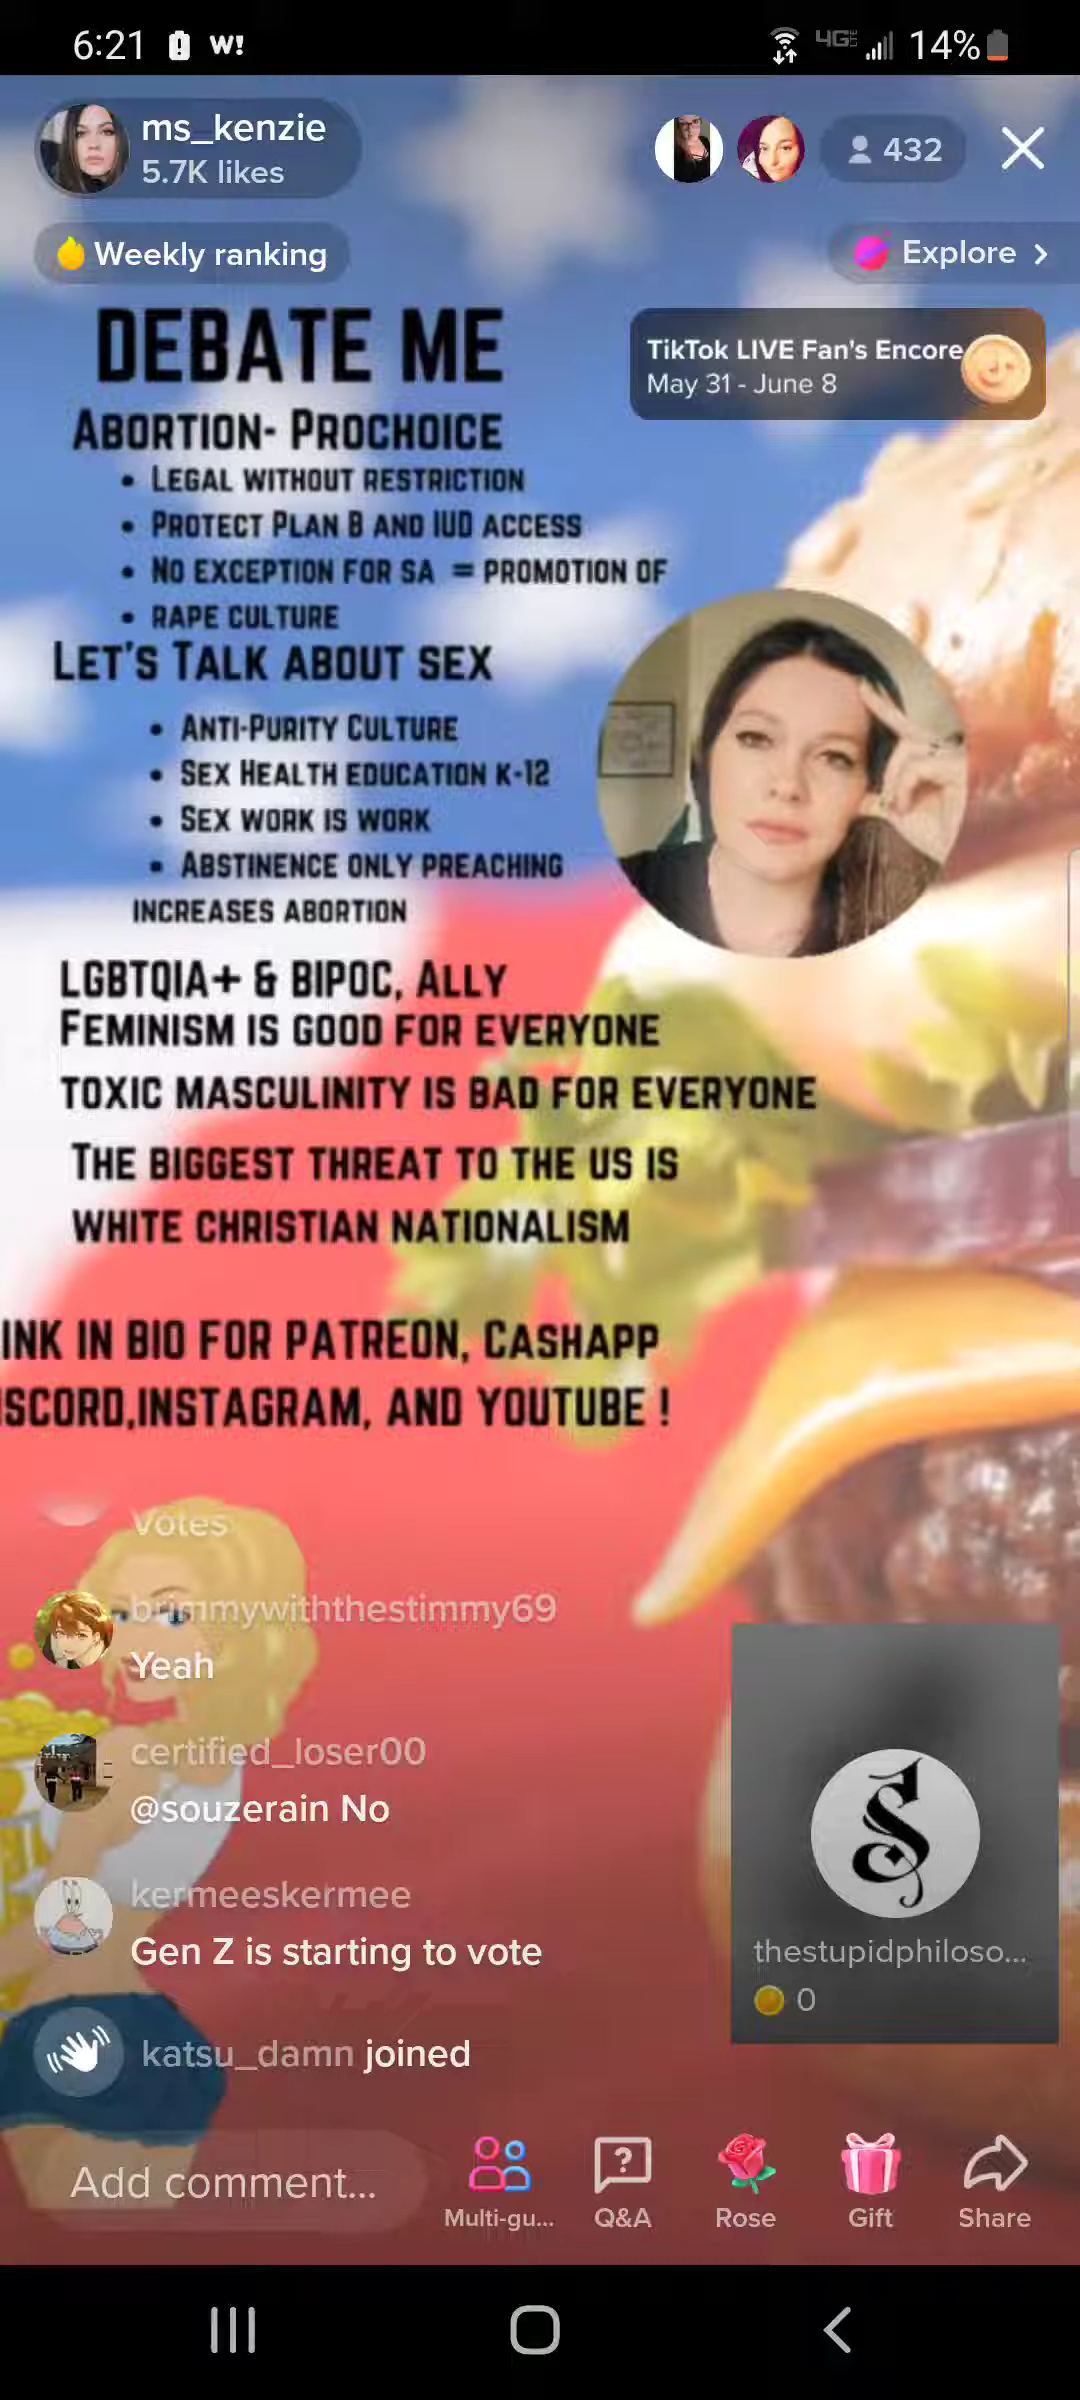 6:21 W! 4GE 14%
ms_kenzie
5.7K likes
432
Weekly ranking
Explore
DEBATE ME
TikTok LIVE Fan's Encore
May 31 - June 8
ABORTION- PROCHOICE
• LEGAL WITHOUT RESTRICTION
• PROTECT PLAN B AND IUD ACCESS
• NO EXCEPTION FOR SA = PROMOTION OF
• RAPE CULTURE
LET'S TALK ABOUT SEX
• ANTI-PURITY CULTURE
• SEX HEALTH EDUCATION K-12
• SEX WORK IS WORK
• ABSTINENCE ONLY PREACHING
INCREASES ABORTION
LGBTQIA+ & BIPOC, ALLY
FEMINISM IS GOOD FOR EVERYONE
TOXIC MASCULINITY IS BAD FOR EVERYONE
THE BIGGEST THREAT TO THE US IS
WHITE CHRISTIAN NATIONALISM
INK IN BIO FOR PATREON, CASHAPP
ISCORD,INSTAGRAM, AND YOUTUBE !
Votes
brimmywiththestimmy69
Yeah
certified_loser00
@souzerain No
kermeeskermee
Gen Z is starting to vote
S
thestupidphiloso...
0
katsu_damn joined
Add comment...
Multi-gu...
Q&A
Rose
Gift
Share